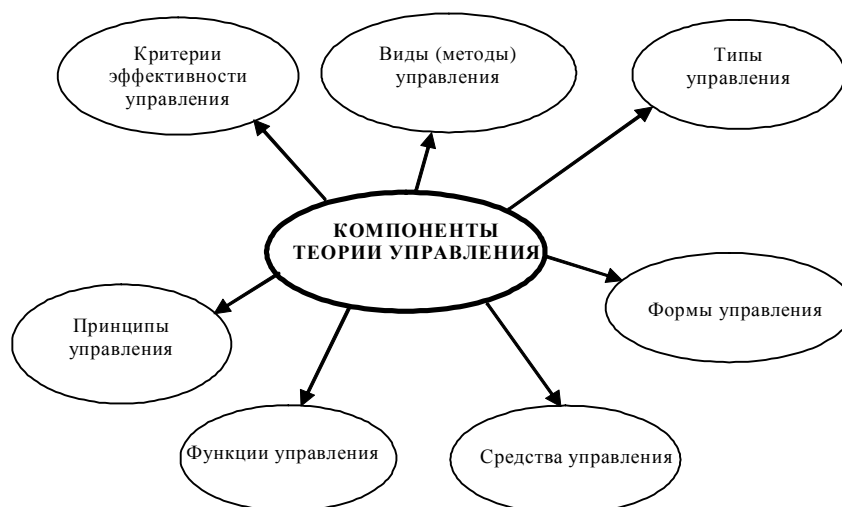 Критерии
эффективности
управления
Виды (методы)
управления
Типы
управления
КОМПОНЕНТЫ
ТЕОРИИ УПРАВЛЕНИЯ
Формы управления
Принципы
управления
Функции управления
Средства управления